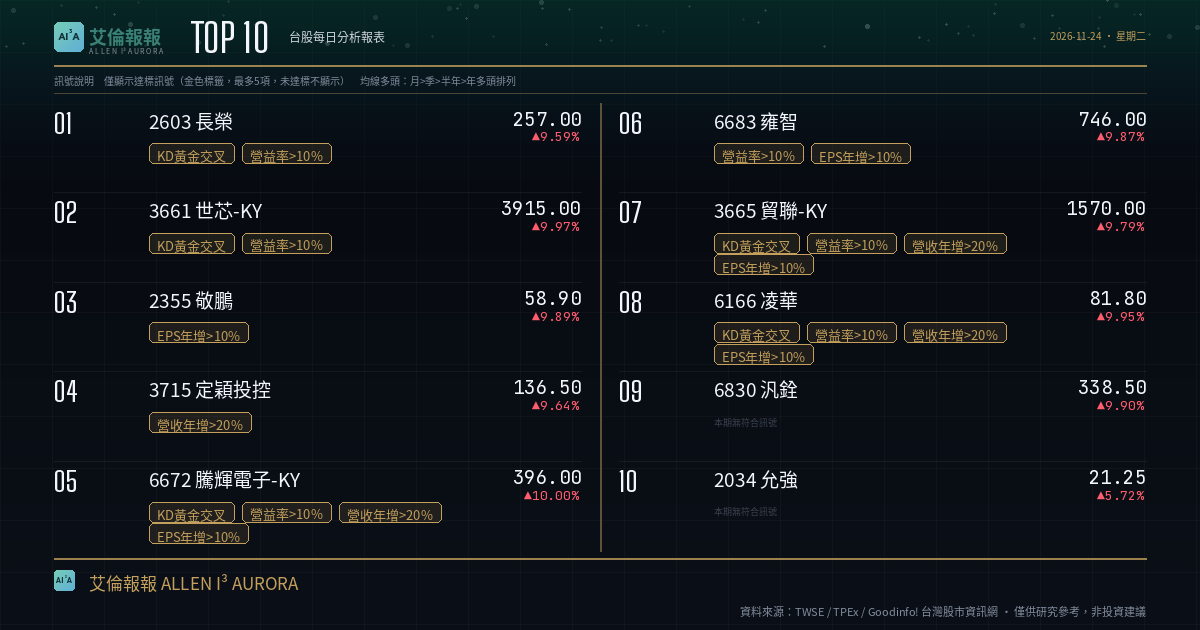 AI³A 艾倫報報 ALLEN I³AURORA TOP 10 台股每日分析報表 2026-11-24 · 星期二
訊號說明 僅顯示達標訊號（金色標籤，最多5項，未達標不顯示） 均線多頭：月>季>半年>年多頭排列
01 2603 長榮 257.00
▲9.59%
KD黃金交叉 營益率>10%
02 3661 世芯-KY 3915.00
▲9.97%
KD黃金交叉 營益率>10%
03 2355 敬鵬 58.90
▲9.89%
EPS年增>10%
04 3715 定穎投控 136.50
▲9.64%
營收年增>20%
05 6672 騰輝電子-KY 396.00
▲10.00%
KD黃金交叉 營益率>10% 營收年增>20%
EPS年增>10%
06 6683 雍智 746.00
▲9.87%
營益率>10% EPS年增>10%
07 3665 貿聯-KY 1570.00
▲9.79%
KD黃金交叉 營益率>10% 營收年增>20%
EPS年增>10%
08 6166 凌華 81.80
▲9.95%
KD黃金交叉 營益率>10% 營收年增>20%
EPS年增>10%
09 6830 汎銓 338.50
▲9.90%
本期無符合訊號
10 2034 允強 21.25
▲5.72%
本期無符合訊號
AI³A 艾倫報報 ALLEN I³ AURORA
資料來源：TWSE / TPEx / Goodinfo! 台灣股市資訊網 · 僅供研究參考，非投資建議